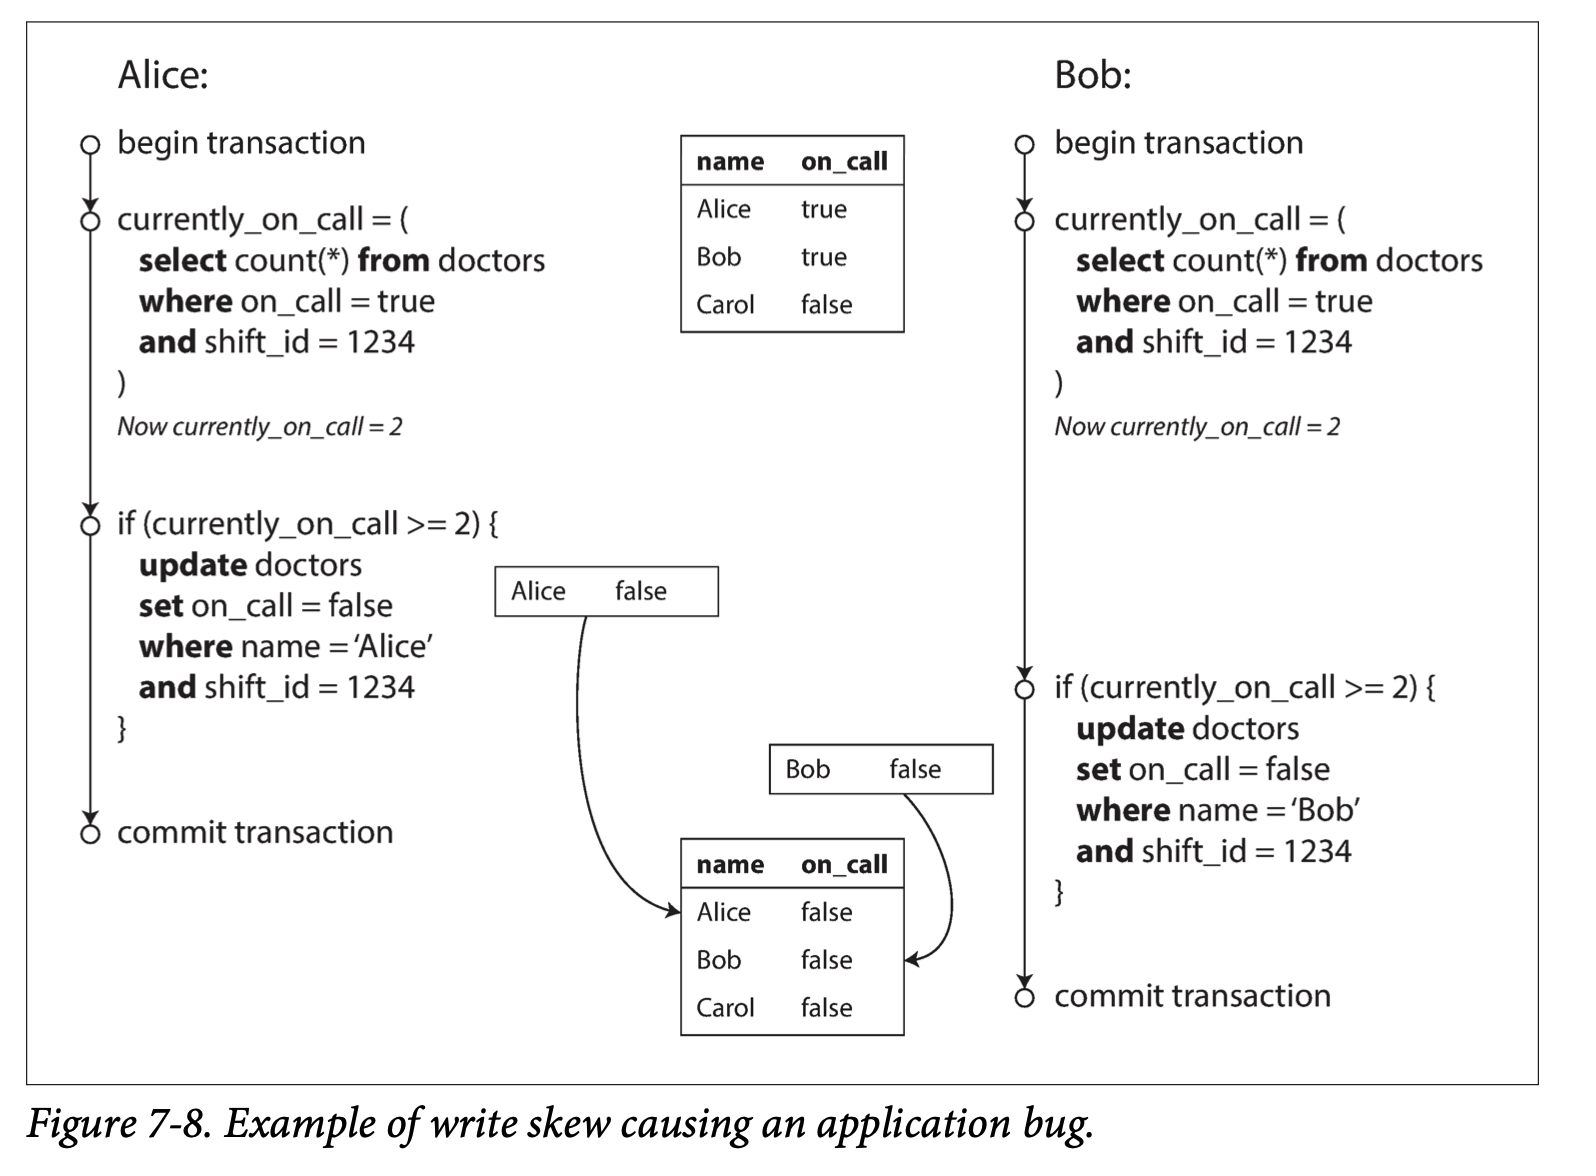 Alice:
begin transaction
currently_on_call = (
select count(*) from doctors
where on_call = true
and shift_id = 1234
)
Now currently_on_call = 2
if (currently_on_call >= 2) {
update doctors
set on_call = false
where name = ‘Alice’
and shift_id = 1234
}
commit transaction
name on_call
Alice true
Bob true
Carol false
Alice false
Bob false
name on_call
Alice false
Bob false
Carol false
Bob:
begin transaction
currently_on_call = (
select count(*) from doctors
where on_call = true
and shift_id = 1234
)
Now currently_on_call = 2
if (currently_on_call >= 2) {
update doctors
set on_call = false
where name = ‘Bob’
and shift_id = 1234
}
commit transaction
Figure 7-8. Example of write skew causing an application bug.